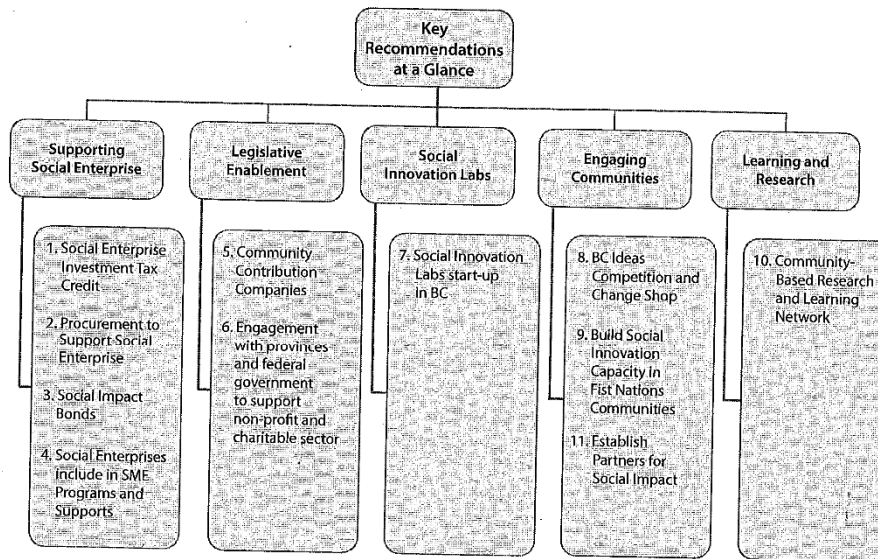 Key
Recommendations
at a Glance
Supporting
Social Enterprise
Legislative
Enablement
Social
Innovation Labs
Engaging
Communities
Learning and
Research
1. Social Enterprise
Investment Tax
Credit
2. Procurement to
Support Social
Enterprise
3. Social Impact
Bonds
4. Social Enterprises
include in SME
Programs and
Supports
5. Community
Contribution
Companies
6. Engagement
with provinces
and federal
government
to support
non-profit and
charitable sector
7. Social Innovation
Labs start-up
in BC
8. BC Ideas
Competition and
Change Shop
9. Build Social
Innovation
Capacity in
Fist Nations
Communities
11. Establish
Partners for
Social Impact
10. Community-
Based Research
and Learning
Network